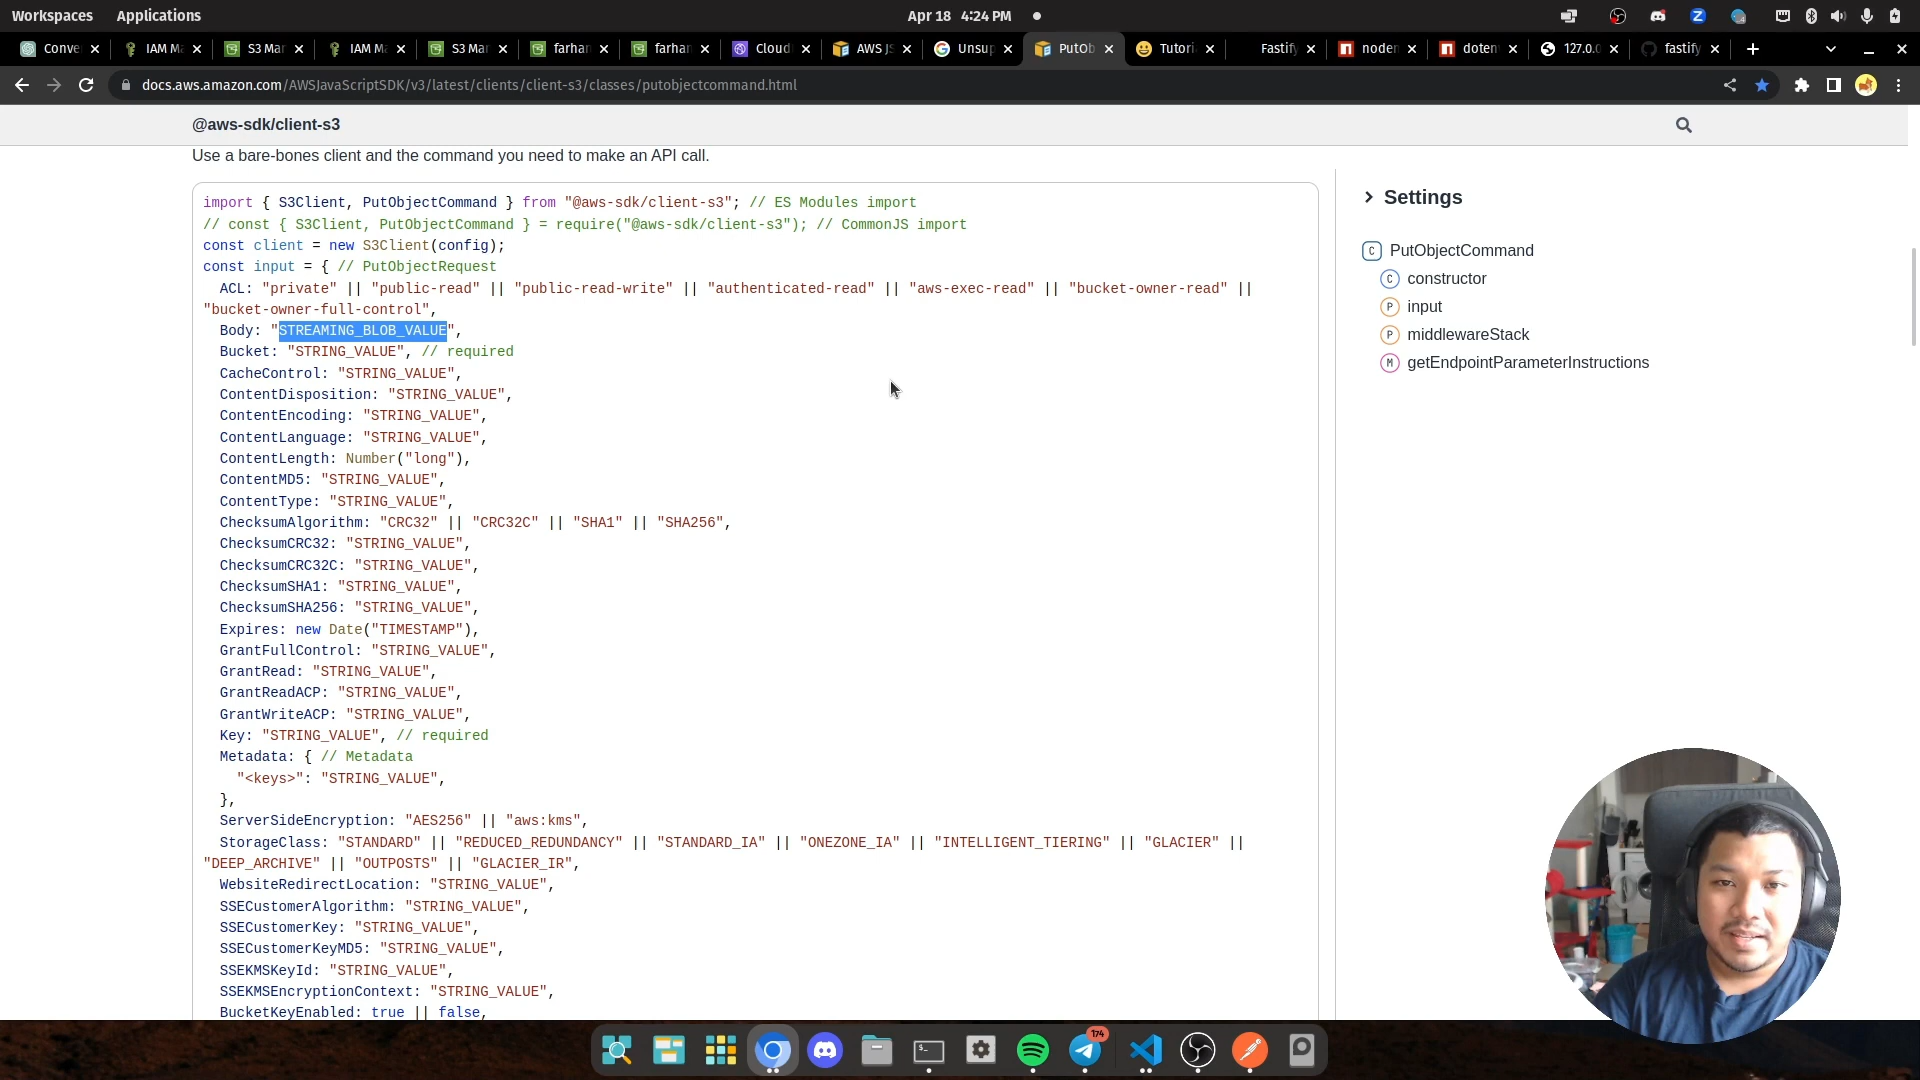 Workspaces Applications Apr 18 4:24 PM
Conve IAM Ma S3 Mar IAM Ma S3 Mar farhan farhan Cloud AWS JS Unsup PutOb Tutori Fastify noden doten 127.0.0 fastify
docs.aws.amazon.com/AWSJavaScriptSDK/v3/latest/clients/client-s3/classes/putobjectcommand.html
@aws-sdk/client-s3
Use a bare-bones client and the command you need to make an API call.
import { S3Client, PutObjectCommand } from "@aws-sdk/client-s3"; // ES Modules import
// const { S3Client, PutObjectCommand } = require("@aws-sdk/client-s3"); // CommonJS import
const client = new S3Client(config);
const input = { // PutObjectRequest
ACL: "private" || "public-read" || "public-read-write" || "authenticated-read" || "aws-exec-read" || "bucket-owner-read" ||
"bucket-owner-full-control",
Body: "STREAMING_BLOB_VALUE",
Bucket: "STRING_VALUE", // required
CacheControl: "STRING_VALUE",
ContentDisposition: "STRING_VALUE",
ContentEncoding: "STRING_VALUE",
ContentLanguage: "STRING_VALUE",
ContentLength: Number("long"),
ContentMD5: "STRING_VALUE",
ContentType: "STRING_VALUE",
ChecksumAlgorithm: "CRC32" || "CRC32C" || "SHA1" || "SHA256",
ChecksumCRC32: "STRING_VALUE",
ChecksumCRC32C: "STRING_VALUE",
ChecksumSHA1: "STRING_VALUE",
ChecksumSHA256: "STRING_VALUE",
Expires: new Date("TIMESTAMP"),
GrantFullControl: "STRING_VALUE",
GrantRead: "STRING_VALUE",
GrantReadACP: "STRING_VALUE",
GrantWriteACP: "STRING_VALUE",
Key: "STRING_VALUE", // required
Metadata: { // Metadata
"<keys>": "STRING_VALUE",
},
ServerSideEncryption: "AES256" || "aws:kms",
StorageClass: "STANDARD" || "REDUCED_REDUNDANCY" || "STANDARD_IA" || "ONEZONE_IA" || "INTELLIGENT_TIERING" || "GLACIER" ||
"DEEP_ARCHIVE" || "OUTPOSTS" || "GLACIER_IR",
WebsiteRedirectLocation: "STRING_VALUE",
SSECustomerAlgorithm: "STRING_VALUE",
SSECustomerKey: "STRING_VALUE",
SSECustomerKeyMD5: "STRING_VALUE",
SSEKMSKeyId: "STRING_VALUE",
SSEKMSEncryptionContext: "STRING_VALUE",
BucketKeyEnabled: true || false,
Settings
C PutObjectCommand
C constructor
P input
P middlewareStack
M getEndpointParameterInstructions
174